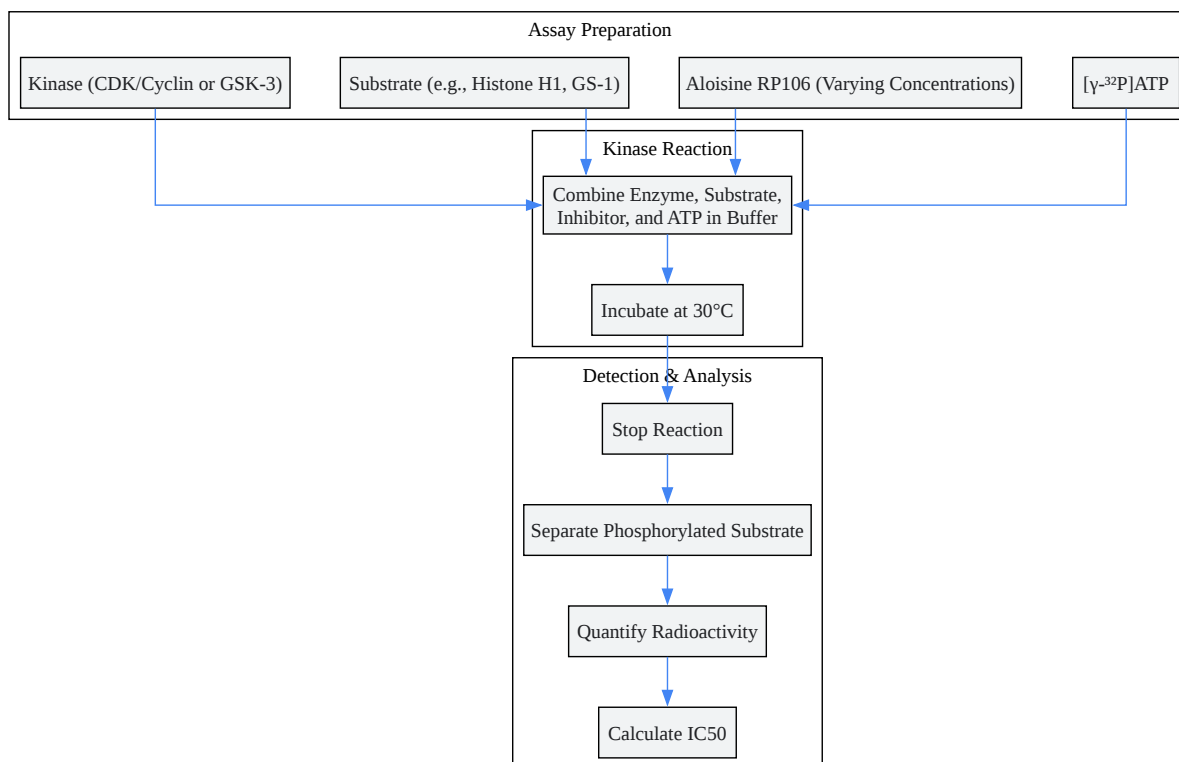 Assay Preparation
Kinase (CDK/Cyclin or GSK-3)
Substrate (e.g., Histone H1, GS-1)
Aloisine RP106 (Varying Concentrations)
[γ-³²P]ATP
Kinase Reaction
Combine Enzyme, Substrate,
Inhibitor, and ATP in Buffer
Incubate at 30°C
Detection & Analysis
Stop Reaction
Separate Phosphorylated Substrate
Quantify Radioactivity
Calculate IC50